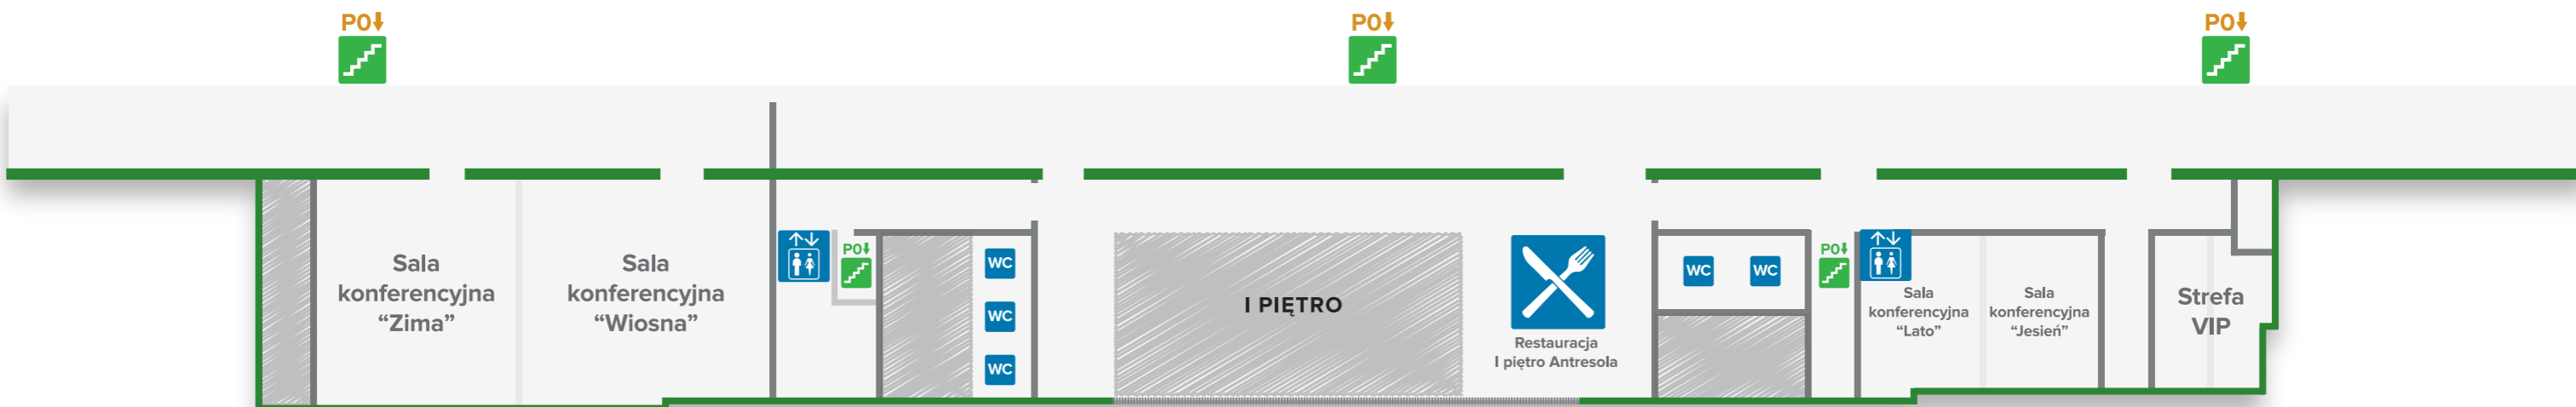 P0
P0
P0
Sala
konferencyjna
“Zima”
Sala
konferencyjna
“Wiosna”
P0
WC
WC
WC
I PIĘTRO
Restauracja
I piętro Antresola
WC
WC
P0
Sala
konferencyjna
“Lato”
Sala
konferencyjna
“Jesień”
Strefa
VIP